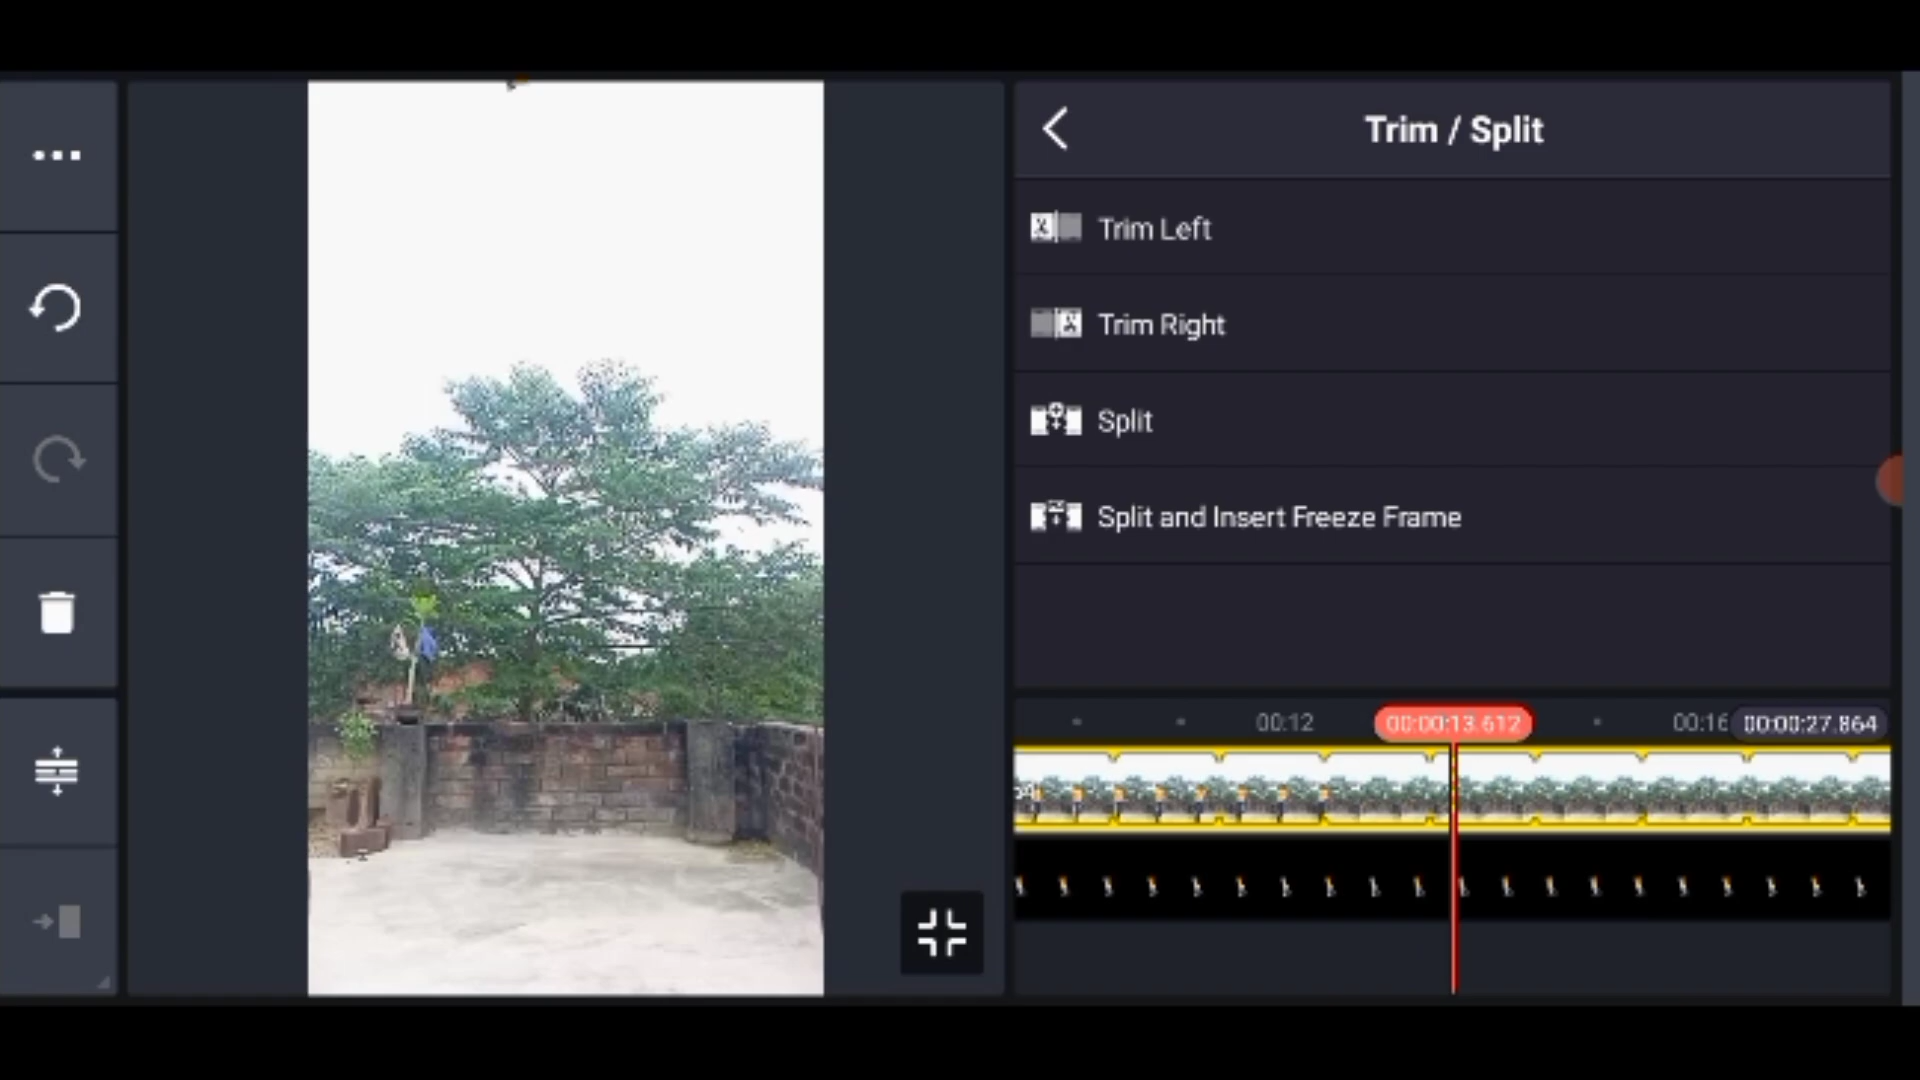 Trim / Split
Trim Left
Trim Right
Split
Split and Insert Freeze Frame
00:12
00:00:13.612
00:16
00:00:27.864